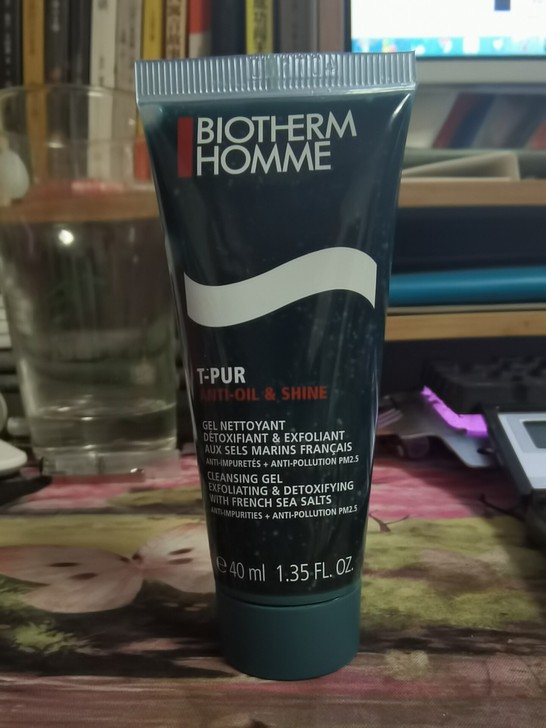 BIOTHERM
HOMME
T-PUR
ANTI-OIL & SHINE
GEL NETTOYANT
DÉTOXIFIANT & EXFOLIANT
AUX SELS MARINS FRANÇAIS
ANTI-IMPURETÉS + ANTI-POLLUTION PM2.5
CLEANSING GEL
EXFOLIATING & DETOXIFYING
WITH FRENCH SEA SALTS
ANTI-IMPURITIES + ANTI-POLLUTION PM2.5
℮ 40 ml 1.35 FL. OZ.